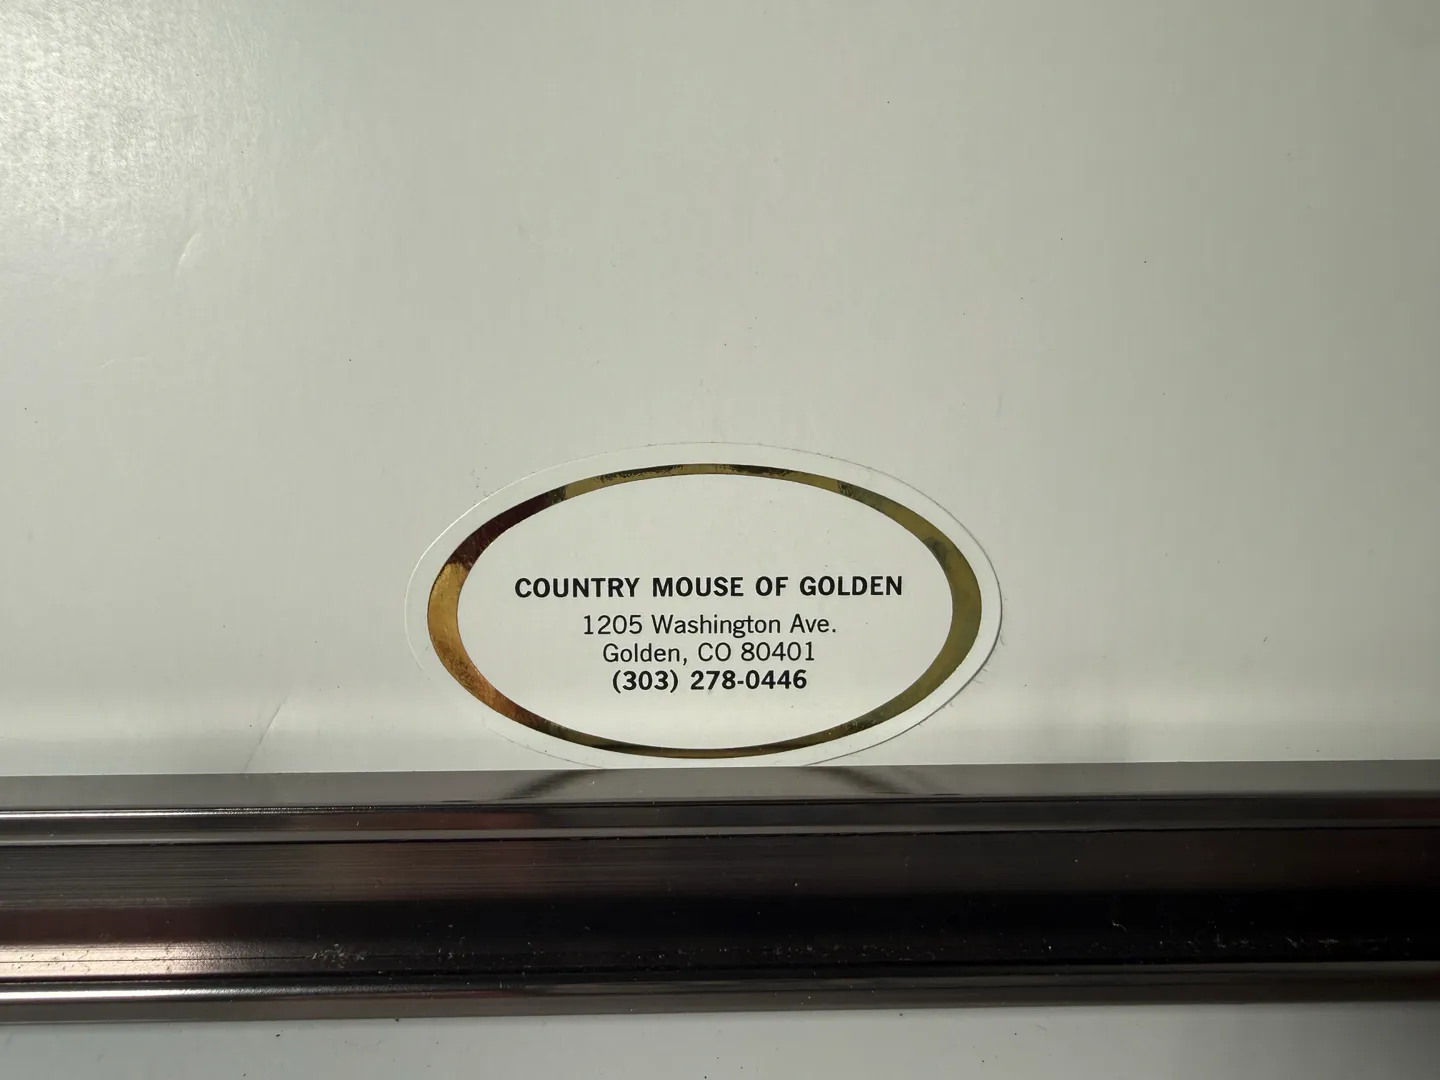 COUNTRY MOUSE OF GOLDEN
1205 Washington Ave.
Golden, CO 80401
(303) 278-0446